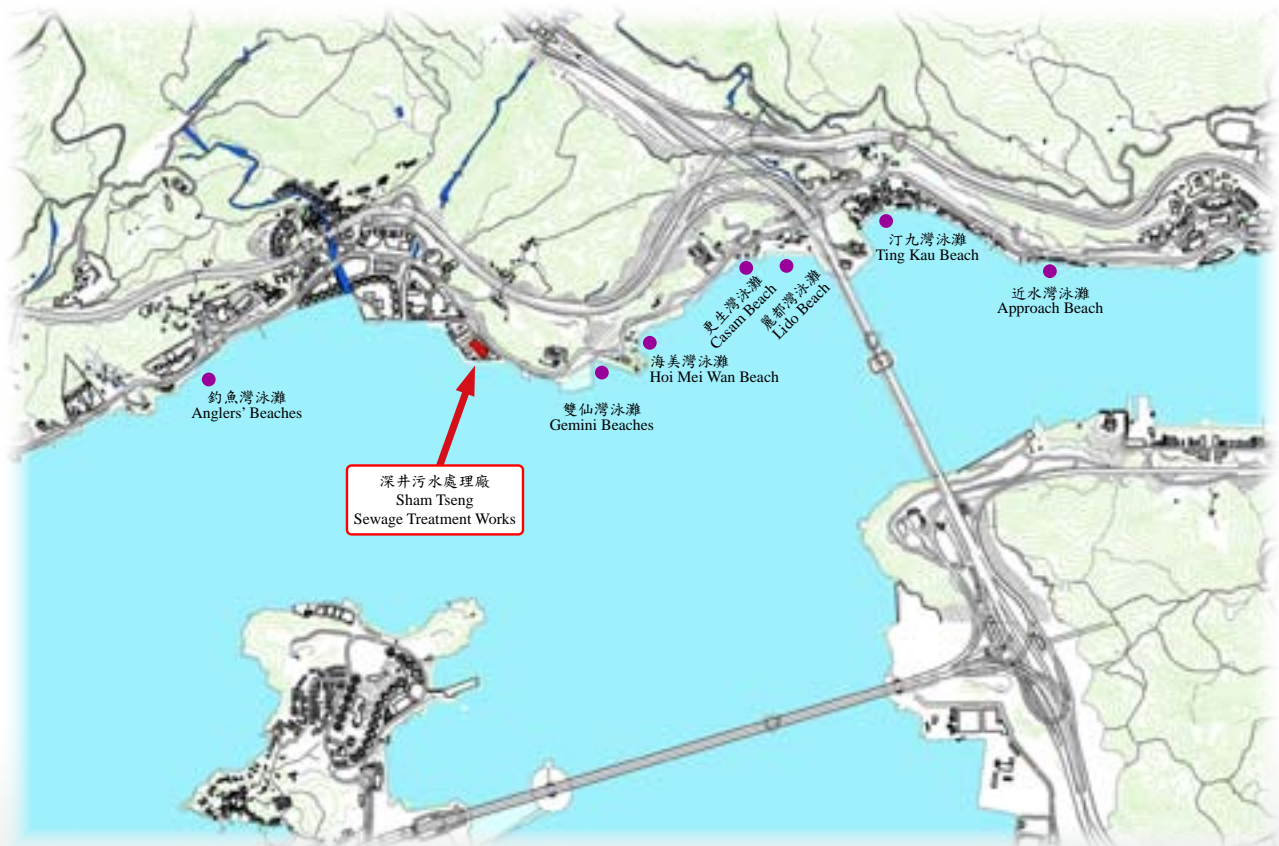 汀九灣泳灘
Ting Kau Beach
近水灣泳灘
Approach Beach
更生灣泳灘
Casam Beach
麗都灣泳灘
Lido Beach
海美灣泳灘
Hoi Mei Wan Beach
釣魚灣泳灘
Anglers' Beaches
雙仙灣泳灘
Gemini Beaches
深井污水處理廠
Sham Tseng
Sewage Treatment Works